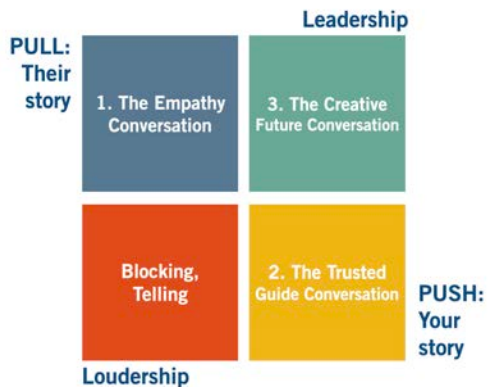 Leadership
PULL:
Their
story
1. The Empathy
Conversation
3. The Creative
Future Conversation
Blocking,
Telling
2. The Trusted
Guide Conversation
PUSH:
Your
story
Loudership